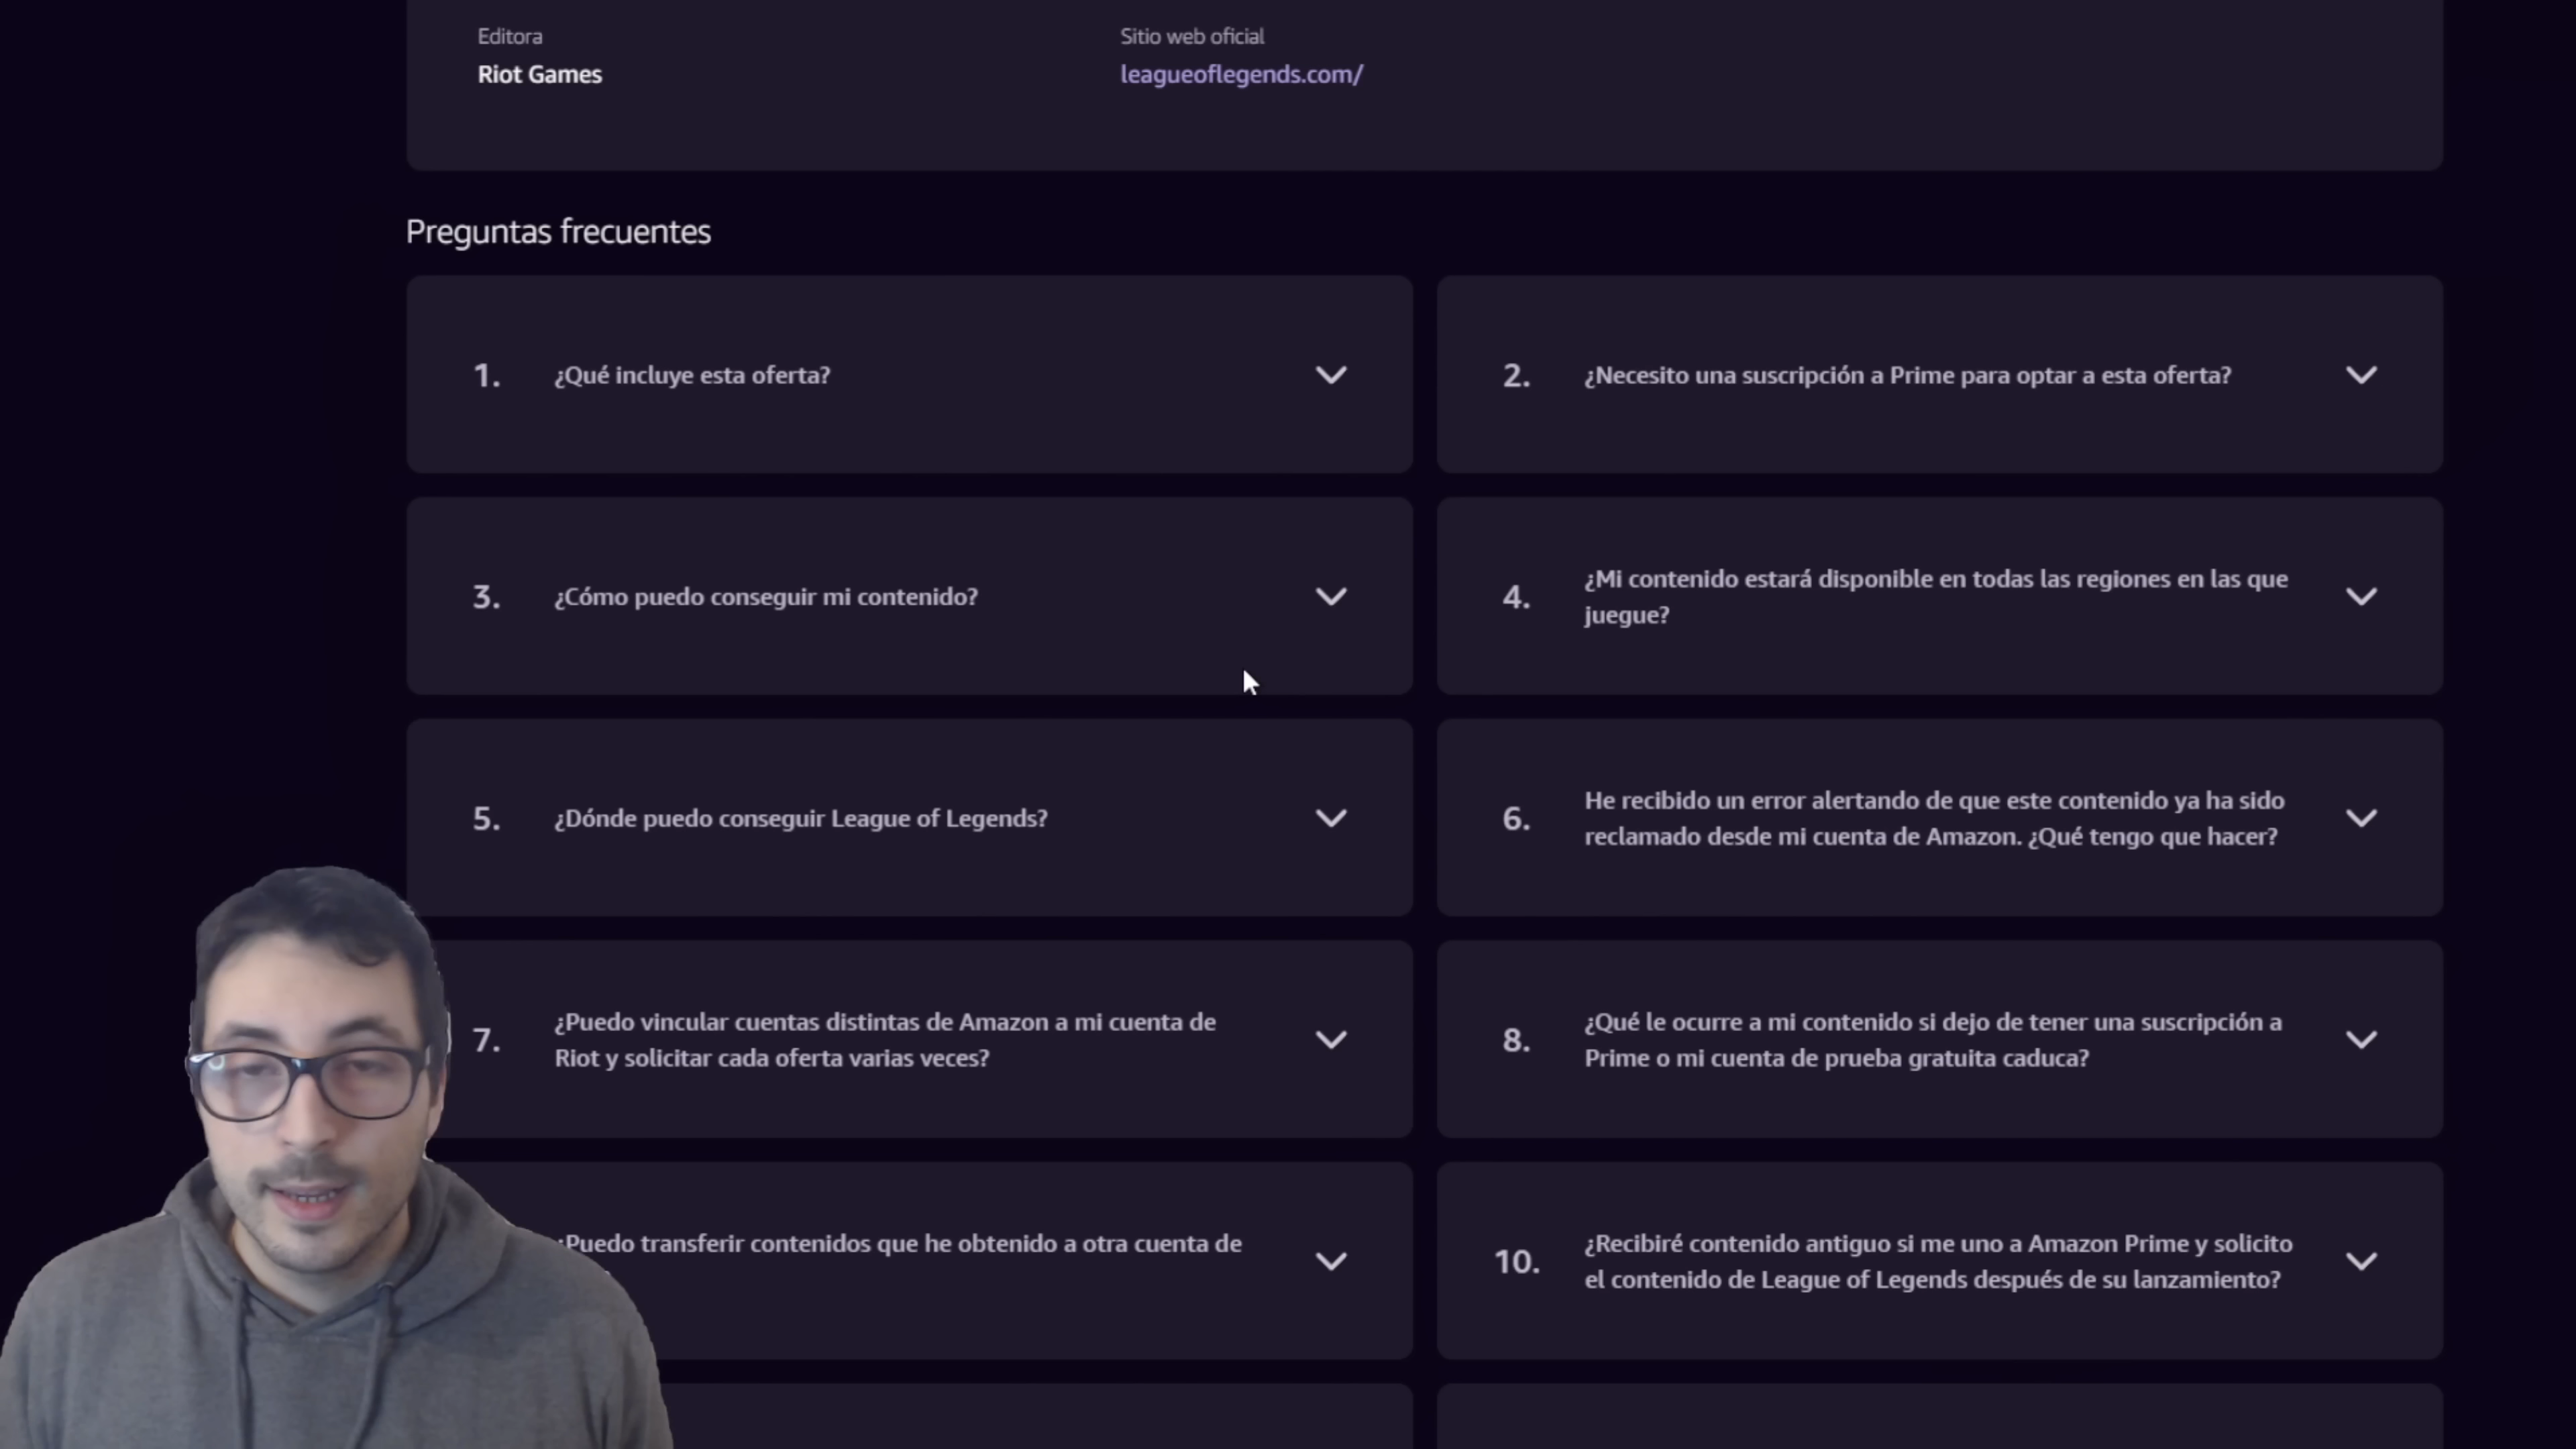 Editora
Riot Games
Sitio web oficial
leagueoflegends.com/
Preguntas frecuentes
1. ¿Qué incluye esta oferta?
2. ¿Necesito una suscripción a Prime para optar a esta oferta?
3. ¿Cómo puedo conseguir mi contenido?
4. ¿Mi contenido estará disponible en todas las regiones en las que
juegue?
5. ¿Dónde puedo conseguir League of Legends?
6. He recibido un error alertando de que este contenido ya ha sido
reclamado desde mi cuenta de Amazon. ¿Qué tengo que hacer?
7. ¿Puedo vincular cuentas distintas de Amazon a mi cuenta de
Riot y solicitar cada oferta varias veces?
8. ¿Qué le ocurre a mi contenido si dejo de tener una suscripción a
Prime o mi cuenta de prueba gratuita caduca?
¿Puedo transferir contenidos que he obtenido a otra cuenta de
10. ¿Recibiré contenido antiguo si me uno a Amazon Prime y solicito
el contenido de League of Legends después de su lanzamiento?